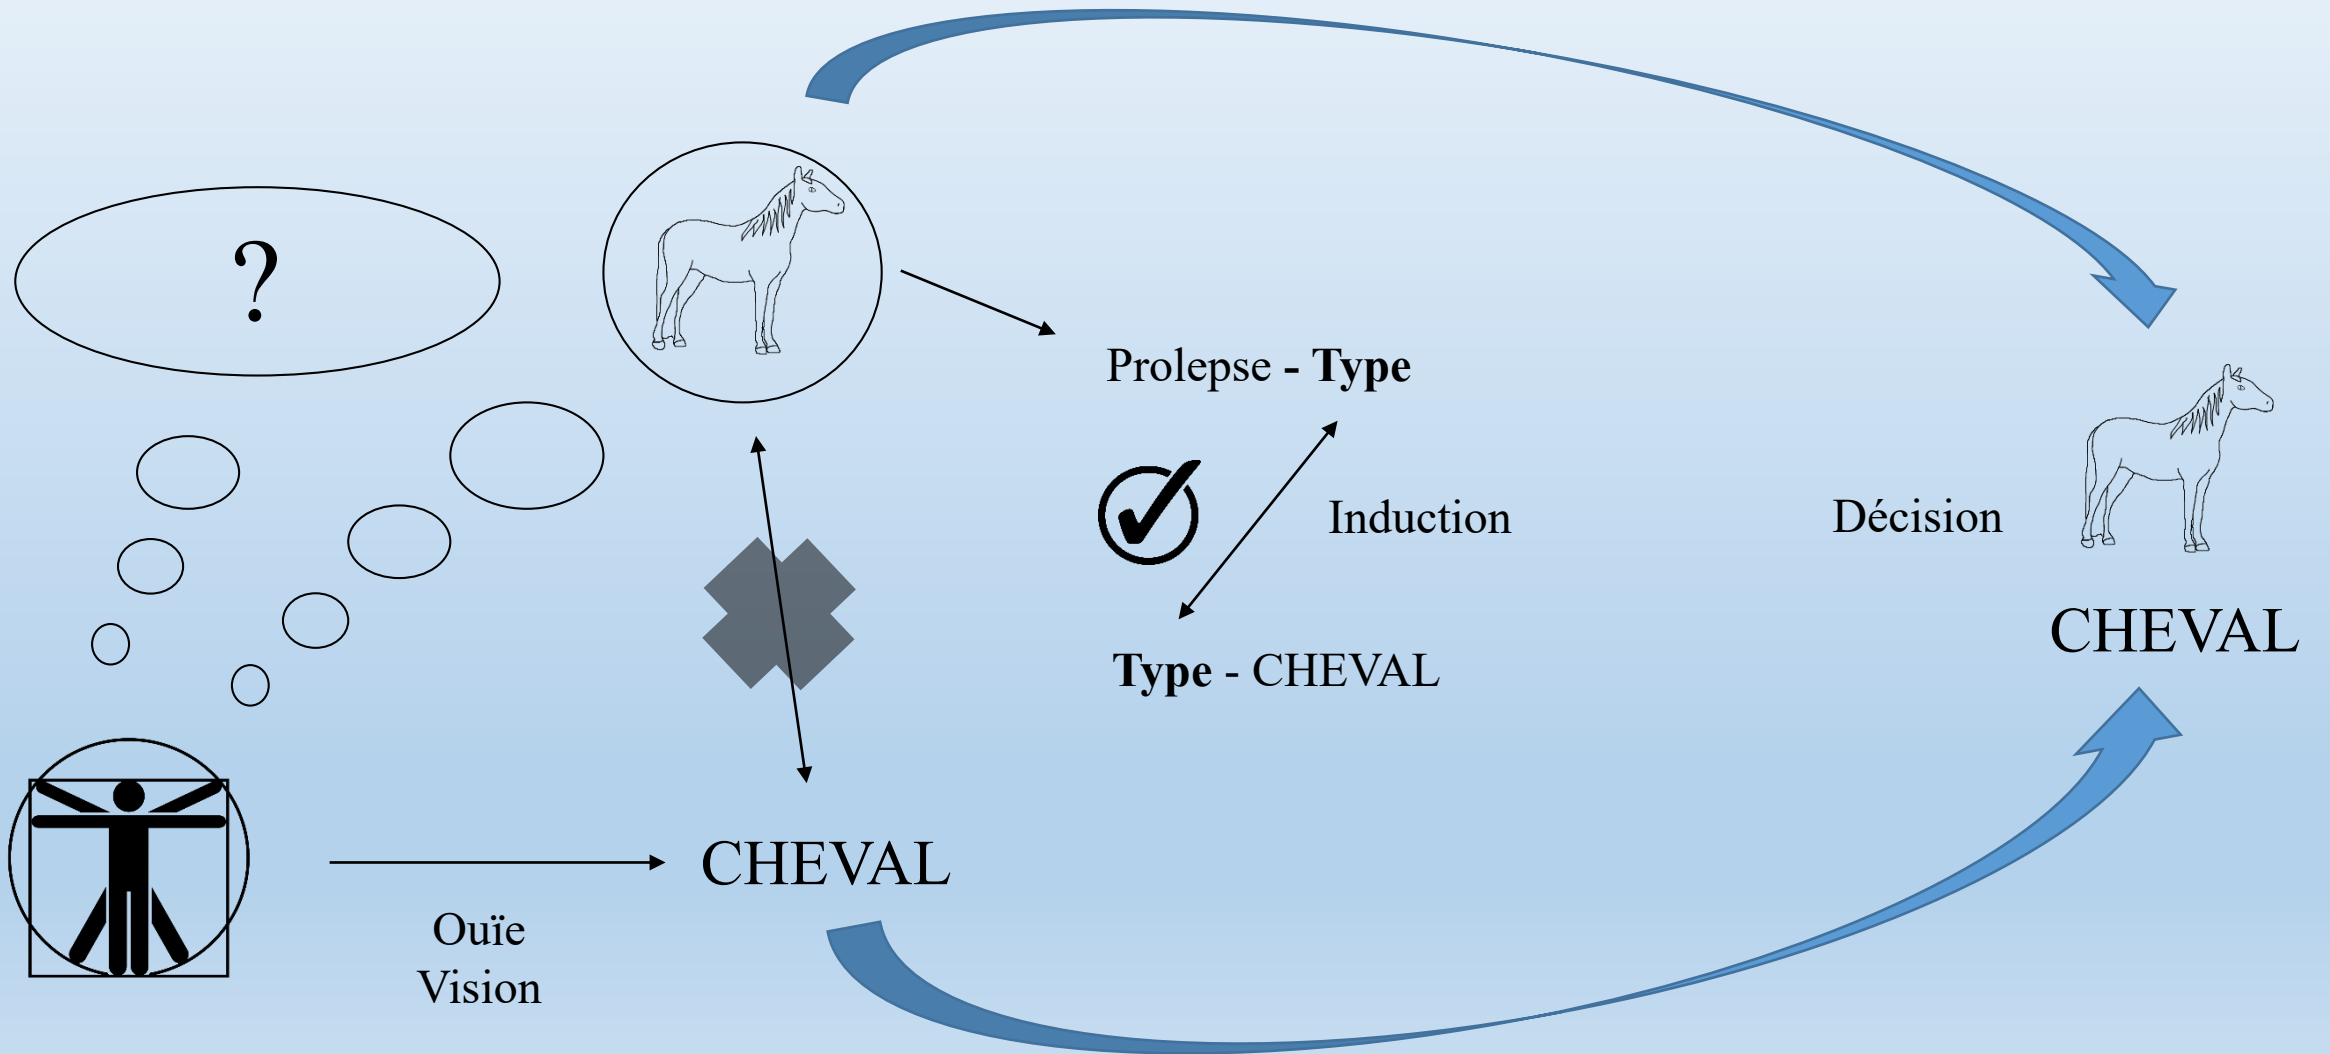 ?
Prolepse - Type
Induction
Décision
CHEVAL
Type - CHEVAL
CHEVAL
Ouïe
Vision